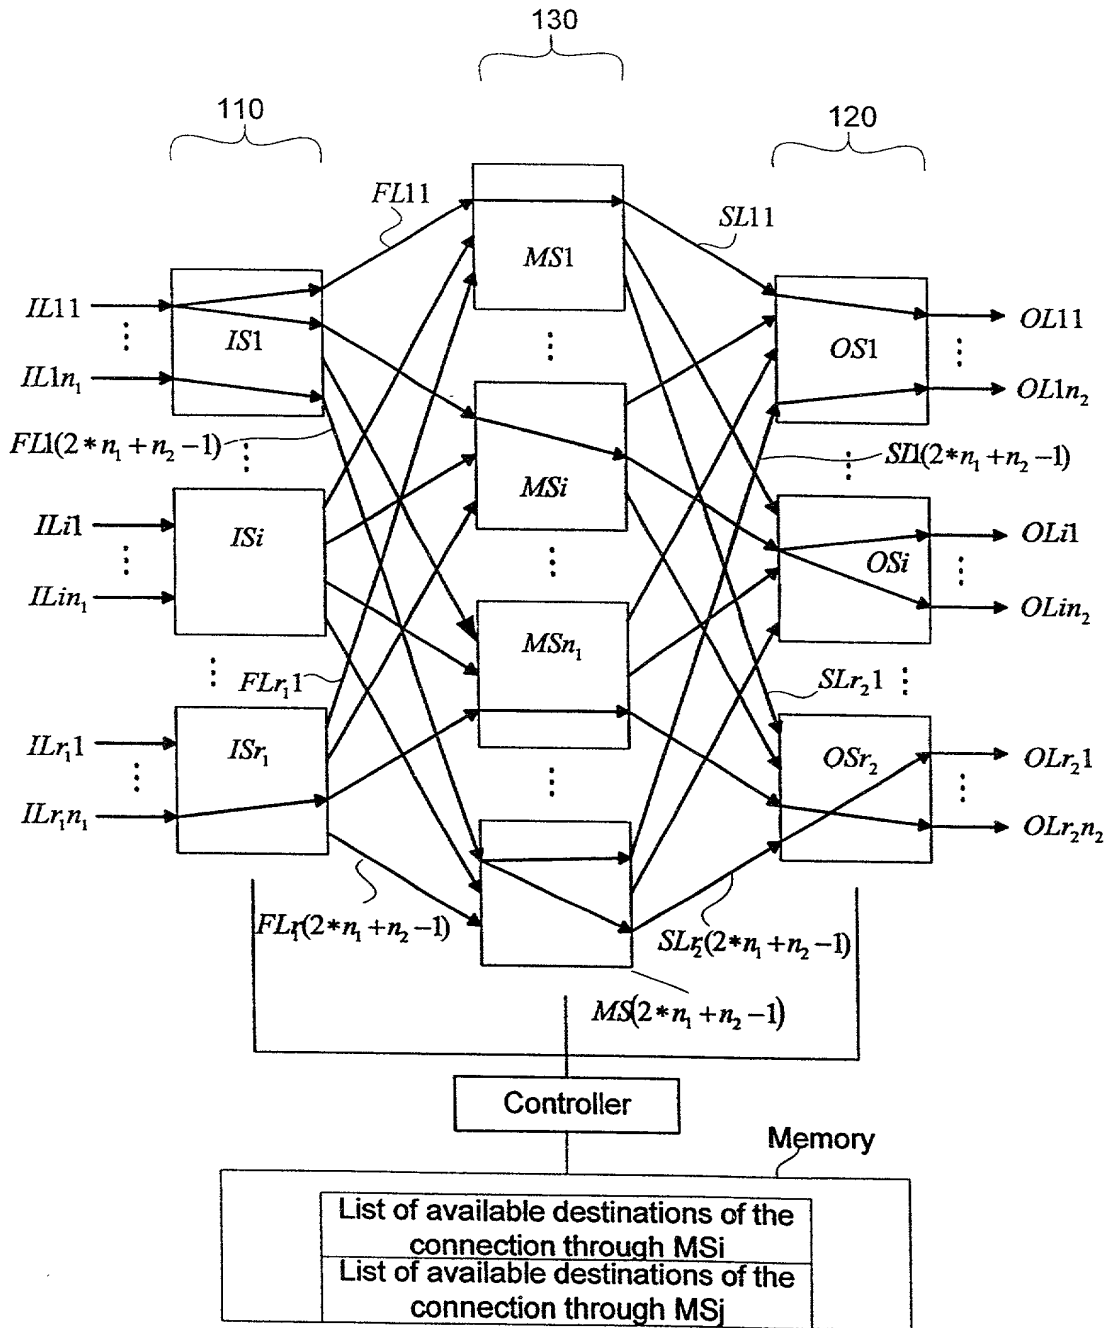 130
110
120
FL11
SL11
MS1
IL11
IS1
OS1
OL11
IL1n₁
OL1n₂
FL1(2*n₁+n₂−1)
SL1(2*n₁+n₂−1)
MSi
ILi1
ISi
OLi1
OSi
ILin₁
OLin₂
MSn₁
FLr₁1
SLr₂1
ILr₁1
ISr₁
OSr₂
OLr₂1
ILr₁n₁
OLr₂n₂
FLr₁(2*n₁+n₂−1)
SLr₂(2*n₁+n₂−1)
MS(2*n₁+n₂−1)
Controller
Memory
List of available destinations of the
connection through MSi
List of available destinations of the
connection through MSj